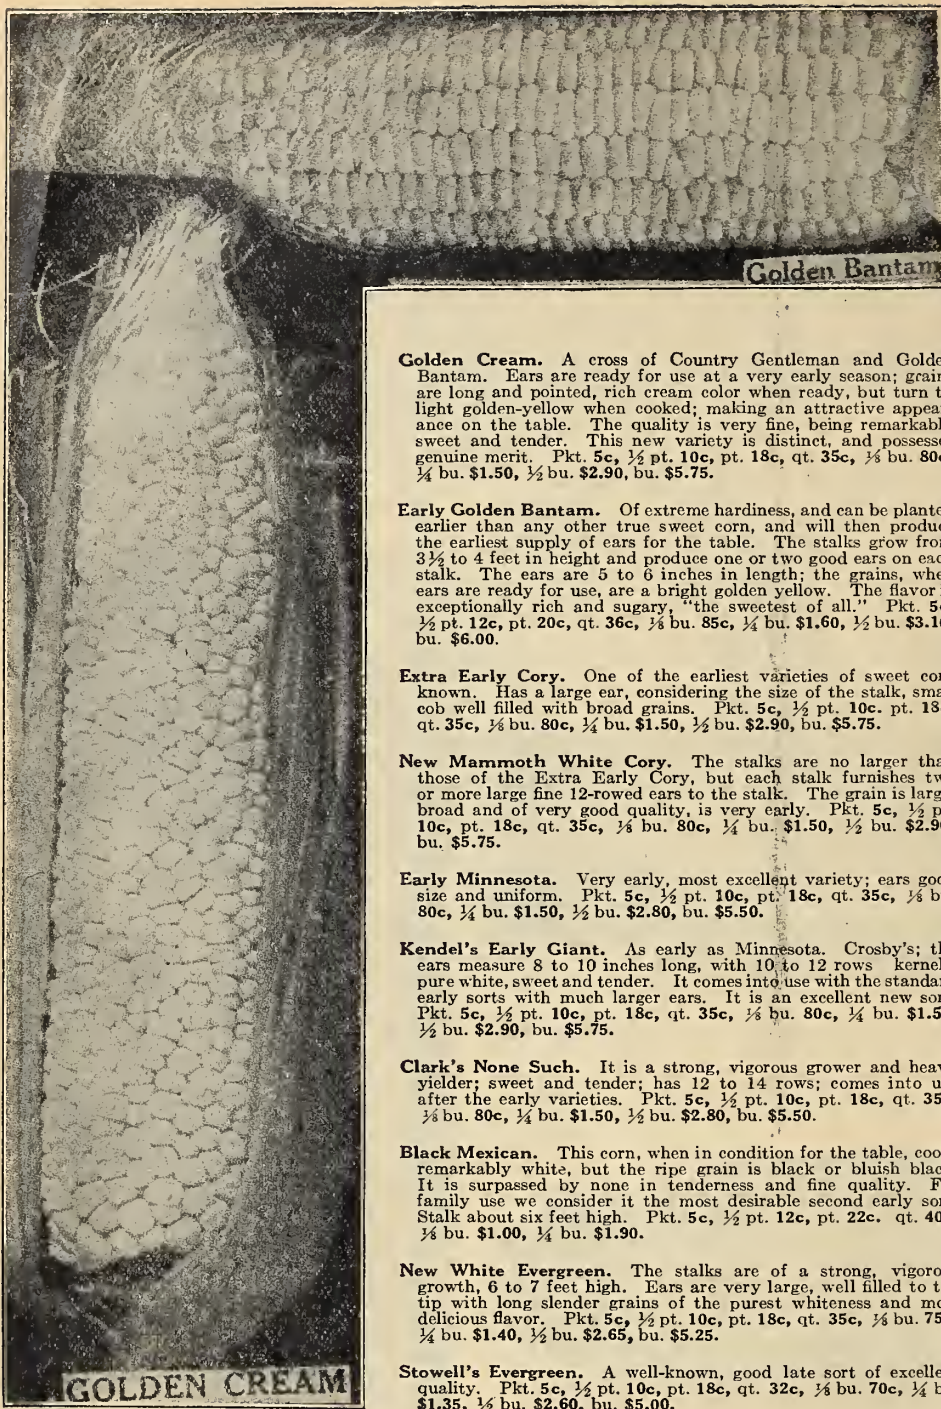 Golden Bantam
Golden Cream. A cross of Country Gentleman and Golde
Bantam. Ears are ready for use at a very early season; grain
are long and pointed, rich cream color when ready, but turn t
light golden-yellow when cooked; making an attractive appea
ance on the table. The quality is very fine, being remarkabl
sweet and tender. This new variety is distinct, and possesse
genuine merit. Pkt. 5c, ½ pt. 10c, pt. 18c, qt. 35c, ⅛ bu. 80c
¼ bu. $1.50, ½ bu. $2.90, bu. $5.75.
Early Golden Bantam. Of extreme hardiness, and can be plante
earlier than any other true sweet corn, and will then produc
the earliest supply of ears for the table. The stalks grow fro
3½ to 4 feet in height and produce one or two good ears on eac
stalk. The ears are 5 to 6 inches in length; the grains, whe
ears are ready for use, are a bright golden yellow. The flavor
exceptionally rich and sugary, "the sweetest of all." Pkt. 5
½ pt. 12c, pt. 20c, qt. 36c, ⅛ bu. 85c, ¼ bu. $1.60, ½ bu. $3.1
bu. $6.00.
Extra Early Cory. One of the earliest varieties of sweet cor
known. Has a large ear, considering the size of the stalk, sma
cob well filled with broad grains. Pkt. 5c, ½ pt. 10c. pt. 18
qt. 35c, ⅛ bu. 80c, ¼ bu. $1.50, ½ bu. $2.90, bu. $5.75.
New Mammoth White Cory. The stalks are no larger tha
those of the Extra Early Cory, but each stalk furnishes tw
or more large fine 12-rowed ears to the stalk. The grain is larg
broad and of very good quality, is very early. Pkt. 5c, ½ p
10c, pt. 18c, qt. 35c, ⅛ bu. 80c, ¼ bu. $1.50, ½ bu. $2.9
bu. $5.75.
Early Minnesota. Very early, most excellent variety; ears goo
size and uniform. Pkt. 5c, ½ pt. 10c, pt. 18c, qt. 35c, ⅛ b
80c, ¼ bu. $1.50, ½ bu. $2.80, bu. $5.50.
Kendel's Early Giant. As early as Minnesota. Crosby's; th
ears measure 8 to 10 inches long, with 10 to 12 rows kernel
pure white, sweet and tender. It comes into use with the standar
early sorts with much larger ears. It is an excellent new sor
Pkt. 5c, ½ pt. 10c, pt. 18c, qt. 35c, ⅛ bu. 80c, ¼ bu. $1.5
½ bu. $2.90, bu. $5.75.
Clark's None Such. It is a strong, vigorous grower and heav
yielder; sweet and tender; has 12 to 14 rows; comes into u
after the early varieties. Pkt. 5c, ½ pt. 10c, pt. 18c, qt. 35
⅛ bu. 80c, ¼ bu. $1.50, ½ bu. $2.80, bu. $5.50.
Black Mexican. This corn, when in condition for the table, coo
remarkably white, but the ripe grain is black or bluish blac
It is surpassed by none in tenderness and fine quality. F
family use we consider it the most desirable second early sor
Stalk about six feet high. Pkt. 5c, ½ pt. 12c, pt. 22c. qt. 40
⅛ bu. $1.00, ¼ bu. $1.90.
New White Evergreen. The stalks are of a strong, vigoro
growth, 6 to 7 feet high. Ears are very large, well filled to t
tip with long slender grains of the purest whiteness and mo
delicious flavor. Pkt. 5c, ½ pt. 10c, pt. 18c, qt. 35c, ⅛ bu. 75
¼ bu. $1.40, ½ bu. $2.65, bu. $5.25.
Stowell's Evergreen. A well-known, good late sort of excelle
quality. Pkt. 5c, ½ pt. 10c, pt. 18c, qt. 32c, ⅛ bu. 70c, ¼ b
$1.35, ½ bu. $2.60, bu. $5.00.
GOLDEN CREAM